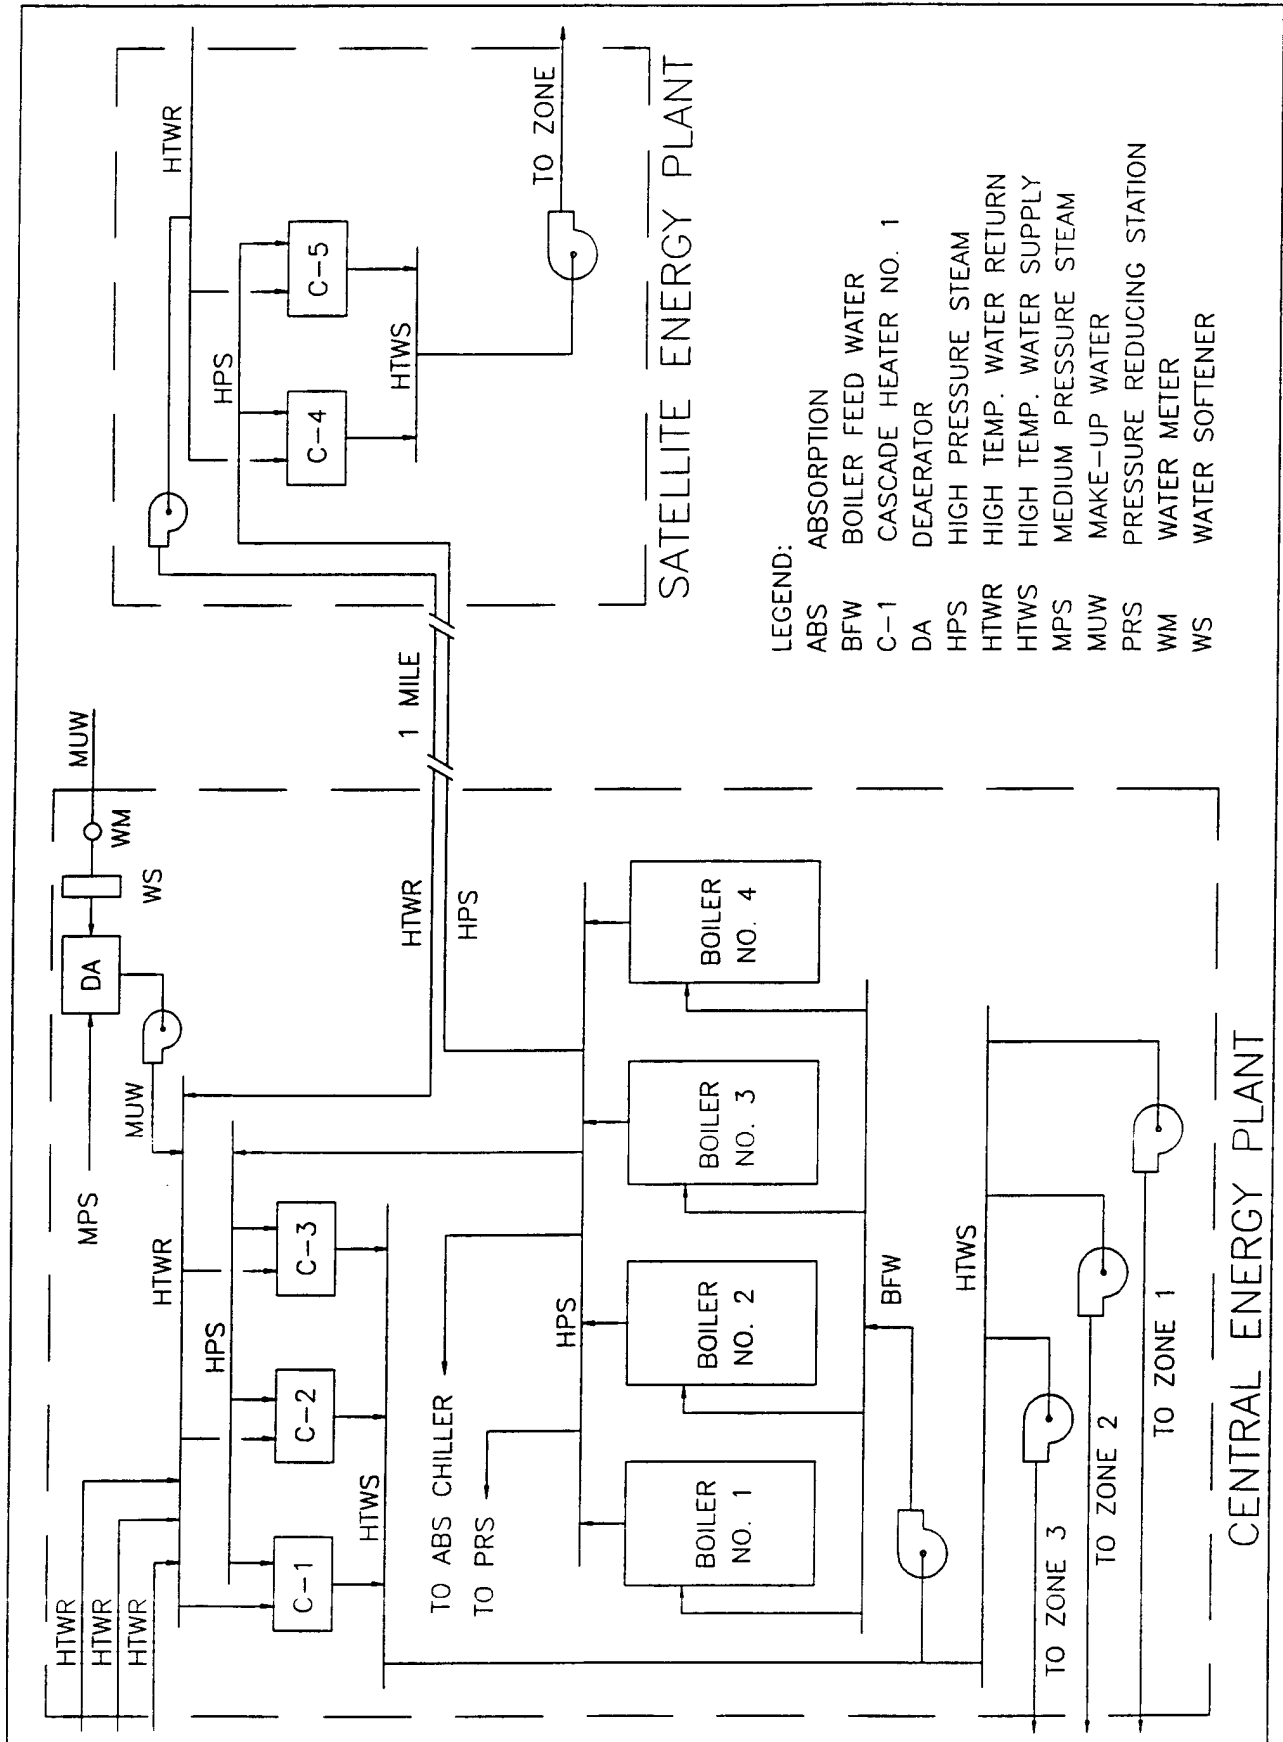 HTWR
HPS
C-4
C-5
HTWS
TO ZONE
SATELLITE ENERGY PLANT
1 MILE
MUW
WM
WS
DA
MUW
MPS
HTWR
HTWR
HTWR
HTWR
HPS
C-1
C-2
C-3
HTWS
HTWR
HPS
TO ABS CHILLER
TO PRS
HPS
BOILER
NO. 1
BOILER
NO. 2
BOILER
NO. 3
BOILER
NO. 4
BFW
HTWS
TO ZONE 3
TO ZONE 2
TO ZONE 1
CENTRAL ENERGY PLANT
LEGEND:
ABS ABSORPTION
BFW BOILER FEED WATER
C-1 CASCADE HEATER NO. 1
DA DEAERATOR
HPS HIGH PRESSURE STEAM
HTWR HIGH TEMP. WATER RETURN
HTWS HIGH TEMP. WATER SUPPLY
MPS MEDIUM PRESSURE STEAM
MUW MAKE-UP WATER
PRS PRESSURE REDUCING STATION
WM WATER METER
WS WATER SOFTENER